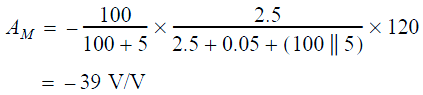 A_M = − 100 / (100 + 5) × 2.5 / (2.5 + 0.05 + (100 ∥ 5)) × 120
= − 39 V/V